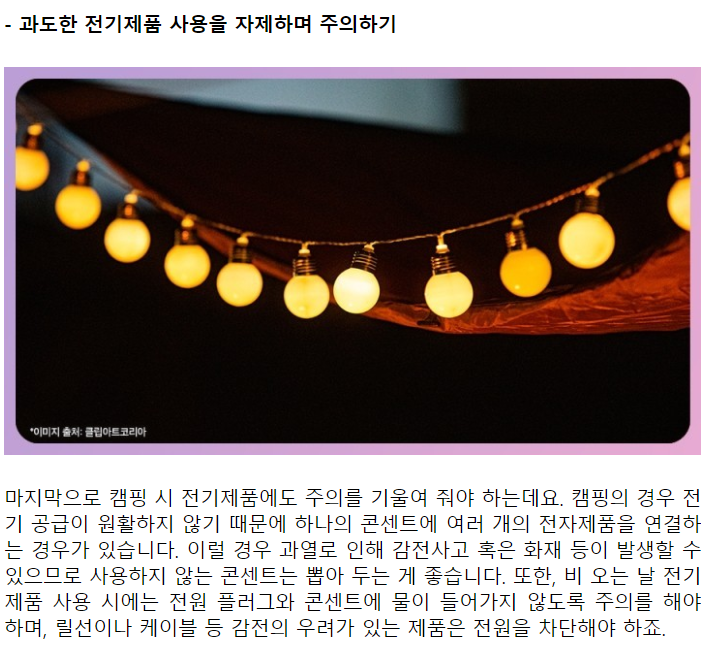 - 과도한 전기제품 사용을 자제하며 주의하기
*이미지 출처: 클립아트코리아
마지막으로 캠핑 시 전기제품에도 주의를 기울여 줘야 하는데요. 캠핑의 경우 전
기 공급이 원활하지 않기 때문에 하나의 콘센트에 여러 개의 전자제품을 연결하
는 경우가 있습니다. 이럴 경우 과열로 인해 감전사고 혹은 화재 등이 발생할 수
있으므로 사용하지 않는 콘센트는 뽑아 두는 게 좋습니다. 또한, 비 오는 날 전기
제품 사용 시에는 전원 플러그와 콘센트에 물이 들어가지 않도록 주의를 해야
하며, 릴선이나 케이블 등 감전의 우려가 있는 제품은 전원을 차단해야 하죠.